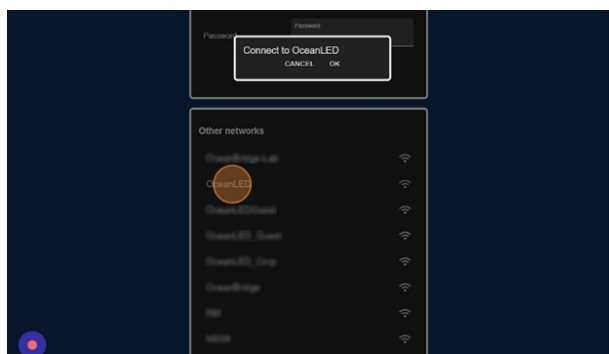 Password
Password
Connect to OceanLED
CANCEL OK
Other networks
OceanBridge-Lab
OceanLED
OceanLEDGuest
OceanLED_Guest
OceanLED_Corp
OceanBridge